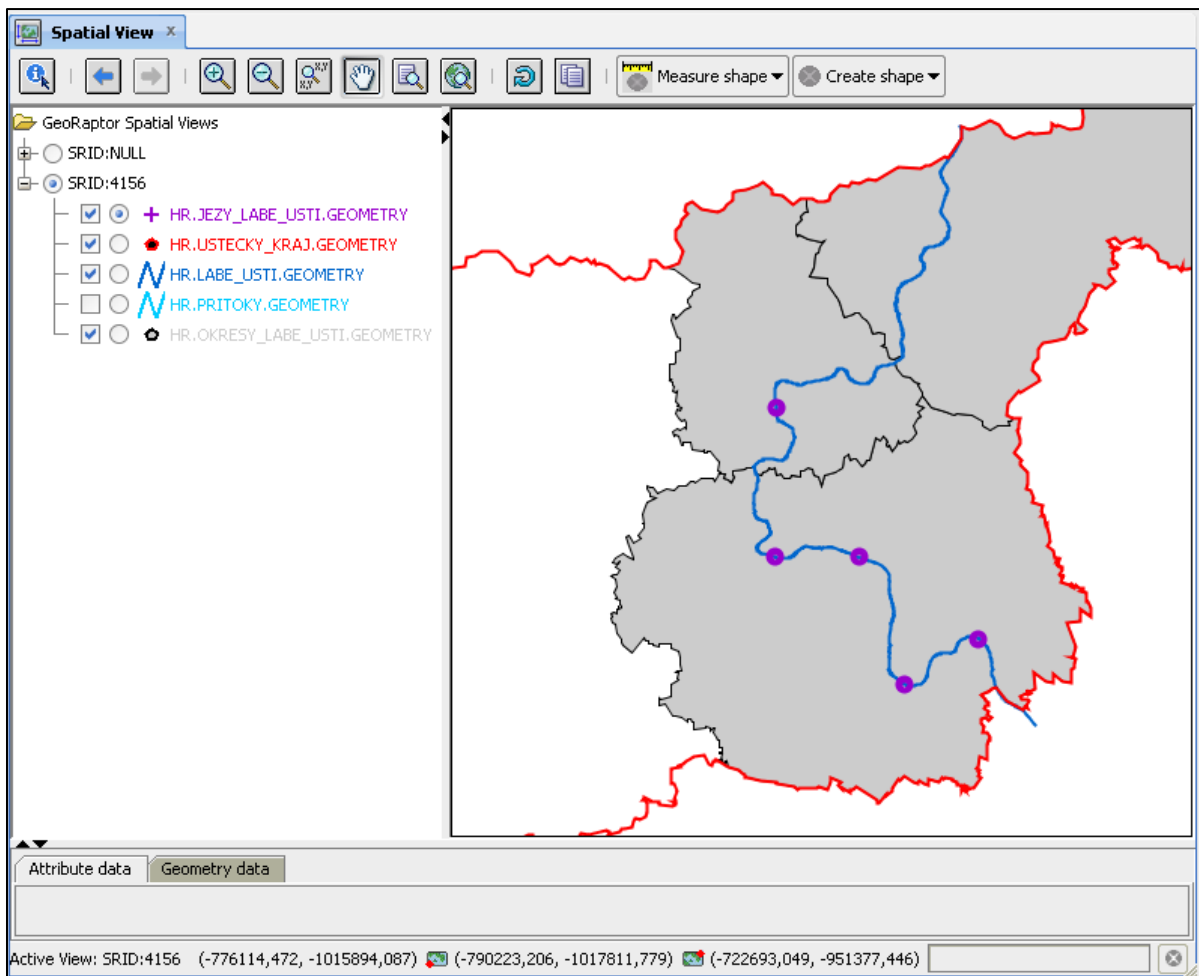 Spatial View x
x,y
x,y
Measure shape
Create shape
GeoRaptor Spatial Views
SRID:NULL
SRID:4156
HR.JEZY_LABE_USTI.GEOMETRY
HR.USTECKY_KRAJ.GEOMETRY
HR.LABE_USTI.GEOMETRY
HR.PRITOKY.GEOMETRY
HR.OKRESY_LABE_USTI.GEOMETRY
Attribute data Geometry data
Active View: SRID:4156 (-776114,472, -1015894,087) (-790223,206, -1017811,779) (-722693,049, -951377,446)